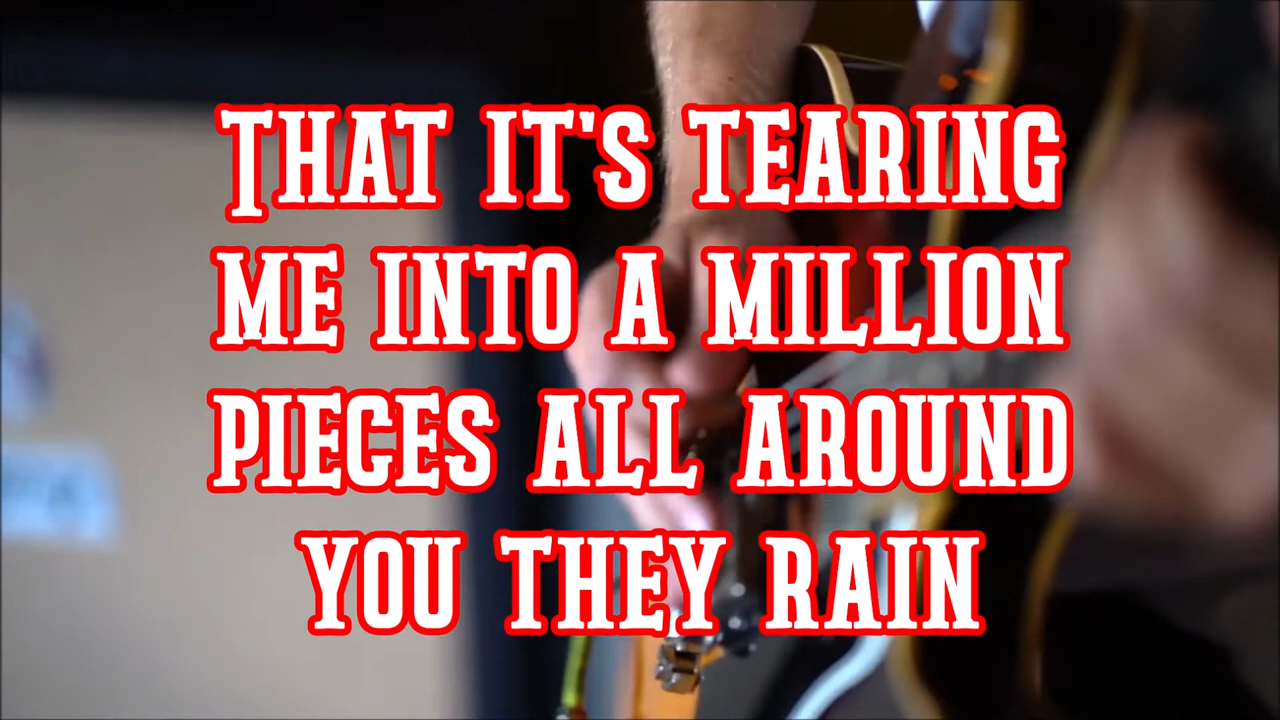 THAT IT'S TEARING
ME INTO A MILLION
PIECES ALL AROUND
YOU THEY RAIN